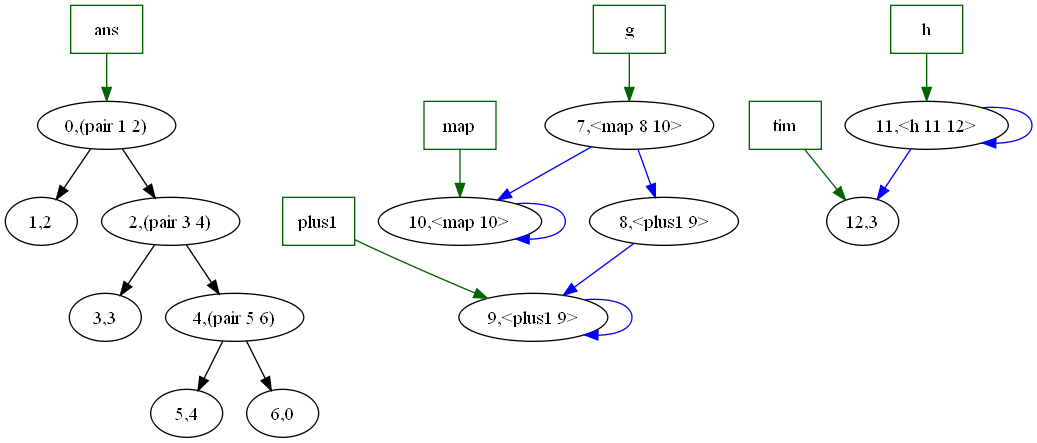 ans
g
h
0,(pair 1 2)
map
7,<map 8 10>
tim
11,<h 11 12>
1,2
2,(pair 3 4)
plus1
10,<map 10>
8,<plus1 9>
12,3
3,3
4,(pair 5 6)
9,<plus1 9>
5,4
6,0